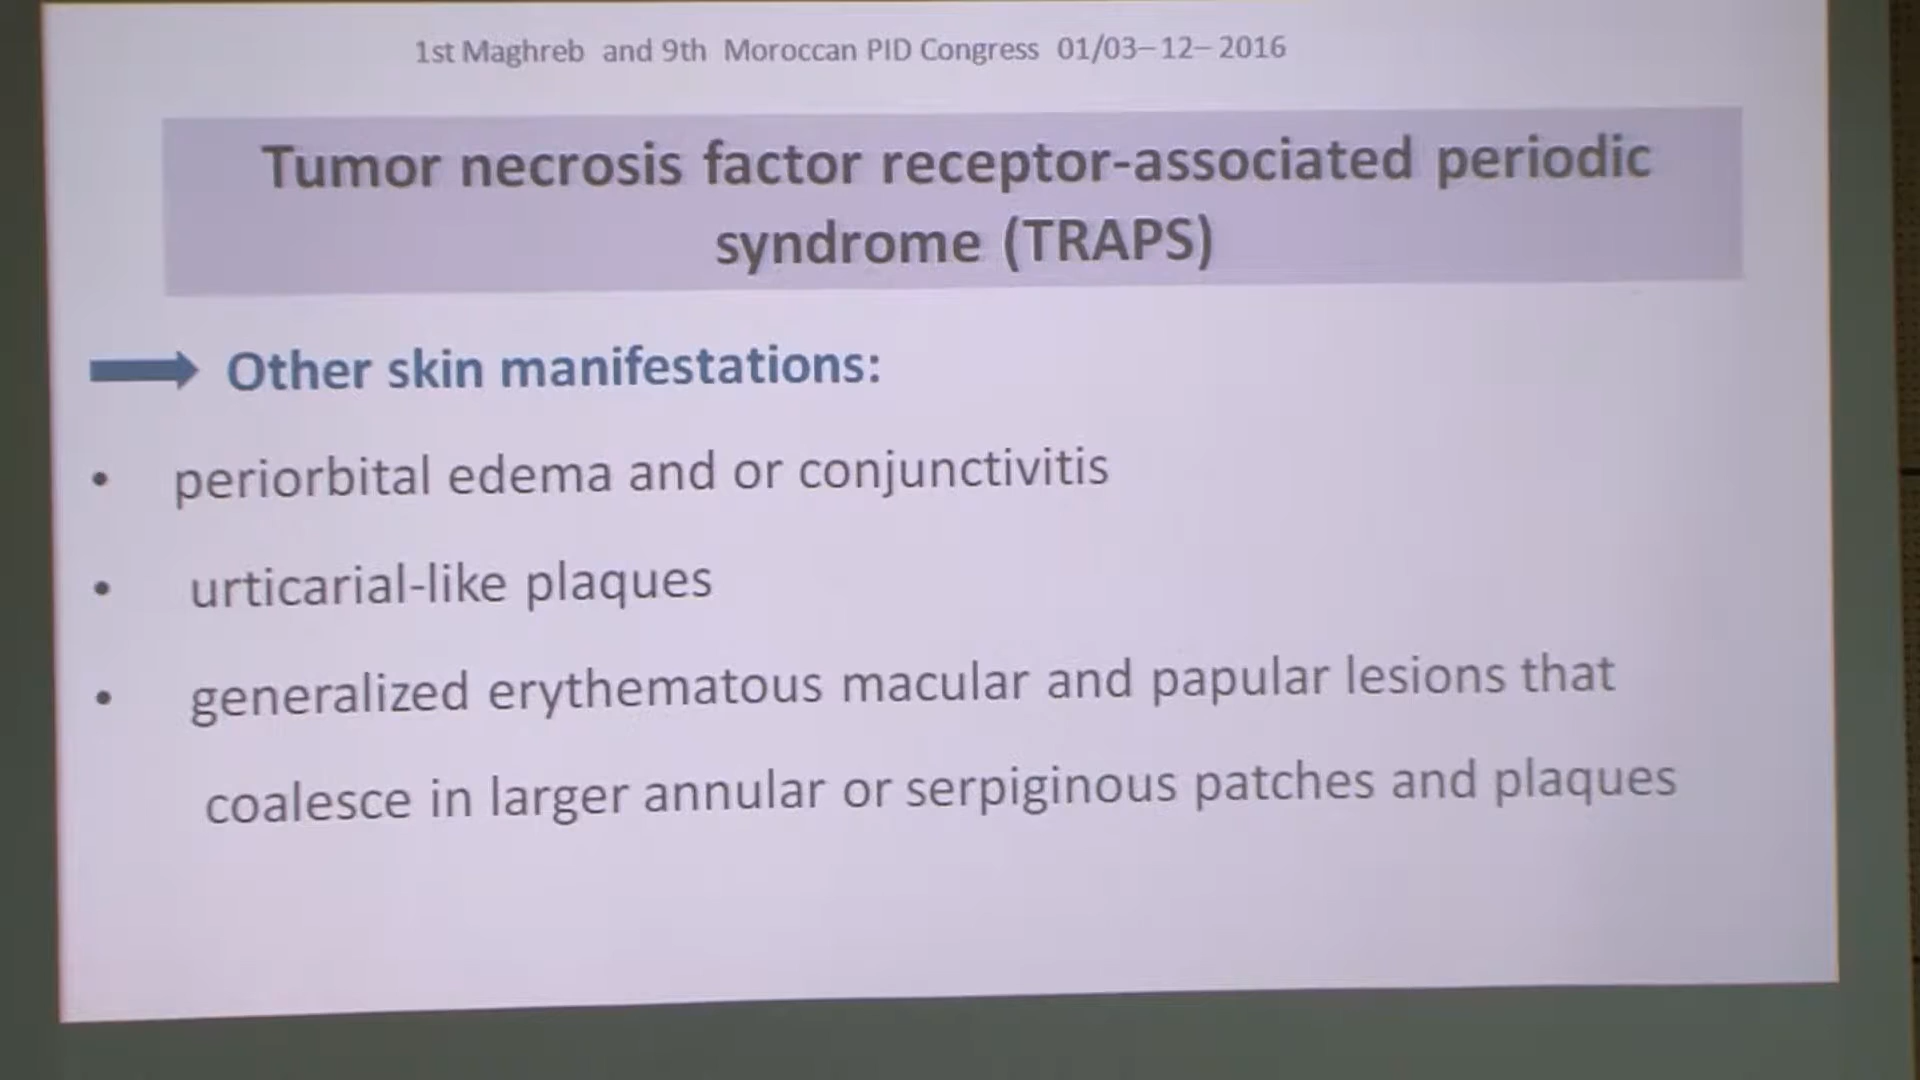 1st Maghreb and 9th Moroccan PID Congress 01/03–12–2016
Tumor necrosis factor receptor-associated periodic
syndrome (TRAPS)
Other skin manifestations:
• periorbital edema and or conjunctivitis
• urticarial-like plaques
• generalized erythematous macular and papular lesions that
coalesce in larger annular or serpiginous patches and plaques